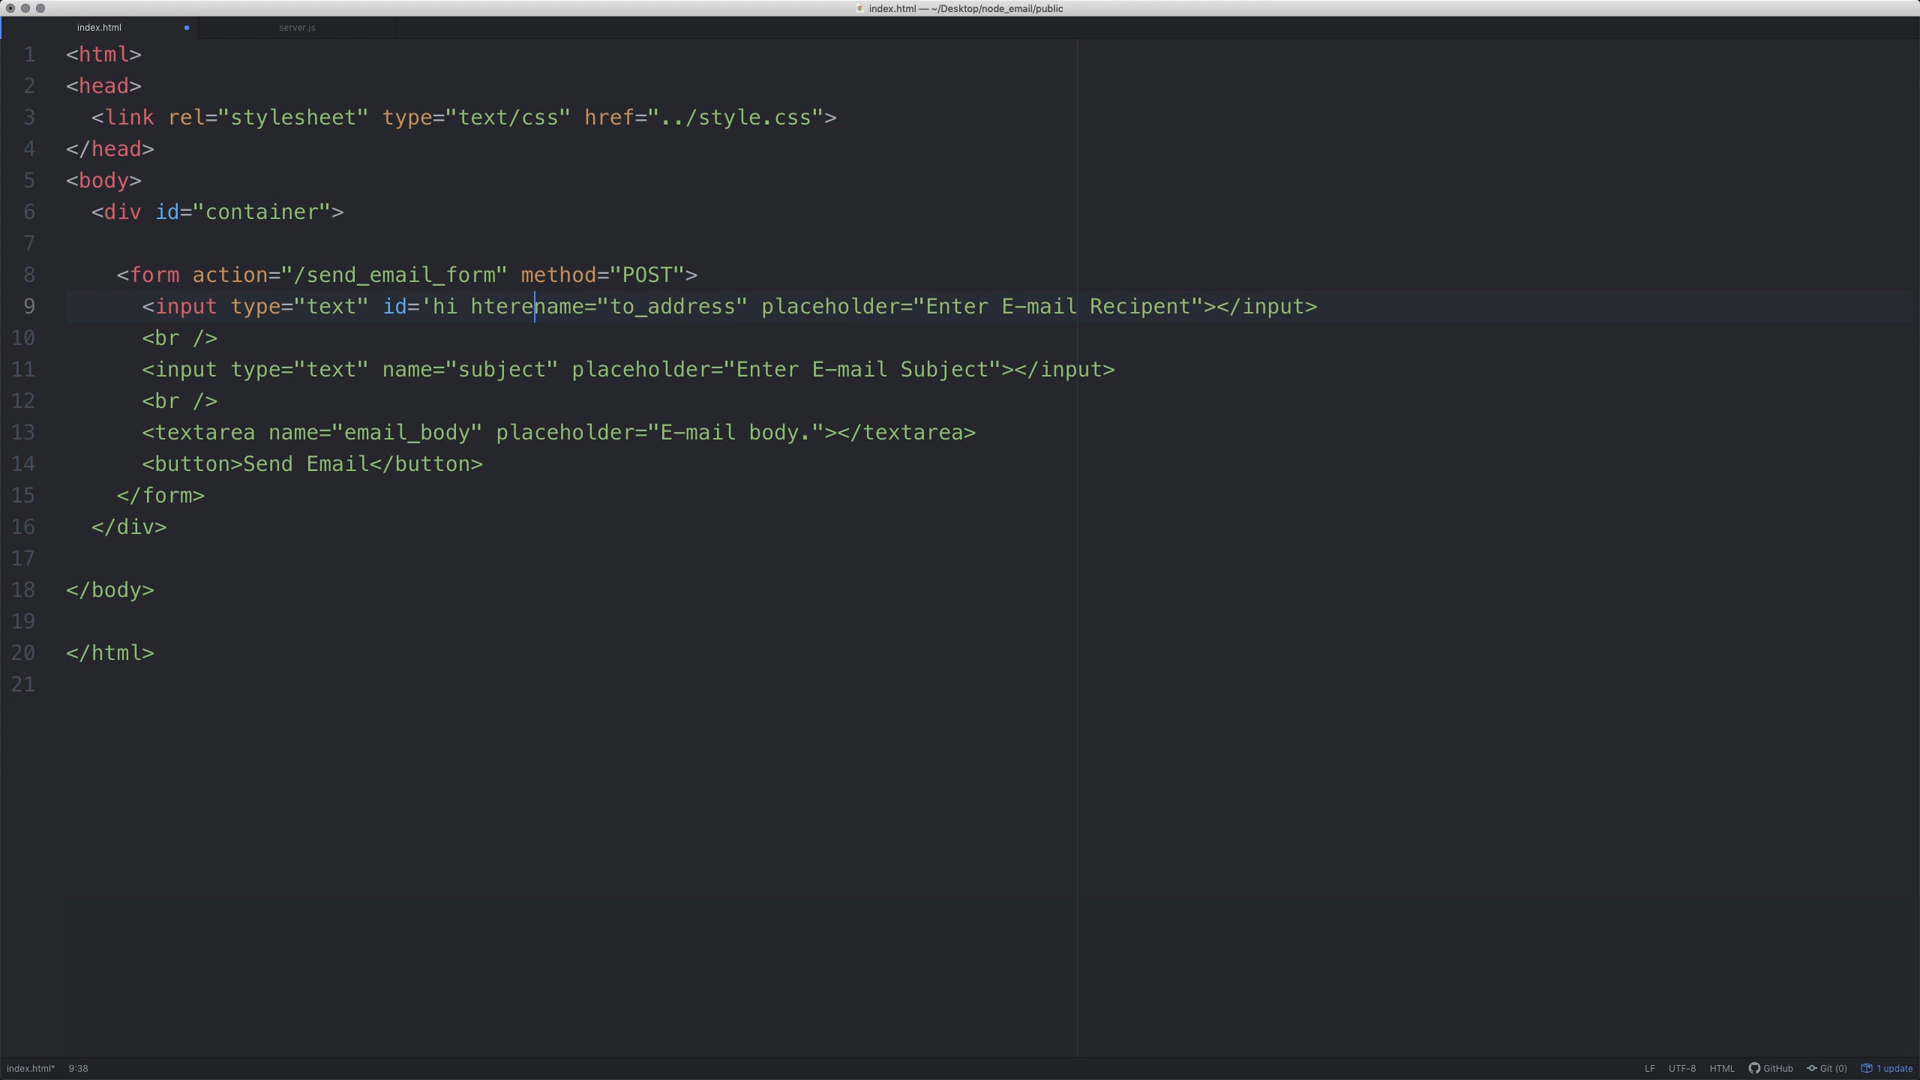 index.html — ~/Desktop/node_email/public
index.html
server.js
1 <html>
2 <head>
3 <link rel="stylesheet" type="text/css" href="../style.css">
4 </head>
5 <body>
6 <div id="container">
7
8 <form action="/send_email_form" method="POST">
9 <input type="text" id='hi hterename="to_address" placeholder="Enter E-mail Recipent"></input>
10 <br />
11 <input type="text" name="subject" placeholder="Enter E-mail Subject"></input>
12 <br />
13 <textarea name="email_body" placeholder="E-mail body."></textarea>
14 <button>Send Email</button>
15 </form>
16 </div>
17
18 </body>
19
20 </html>
21
index.html* 9:38 LF UTF-8 HTML GitHub Git (0) 1 update